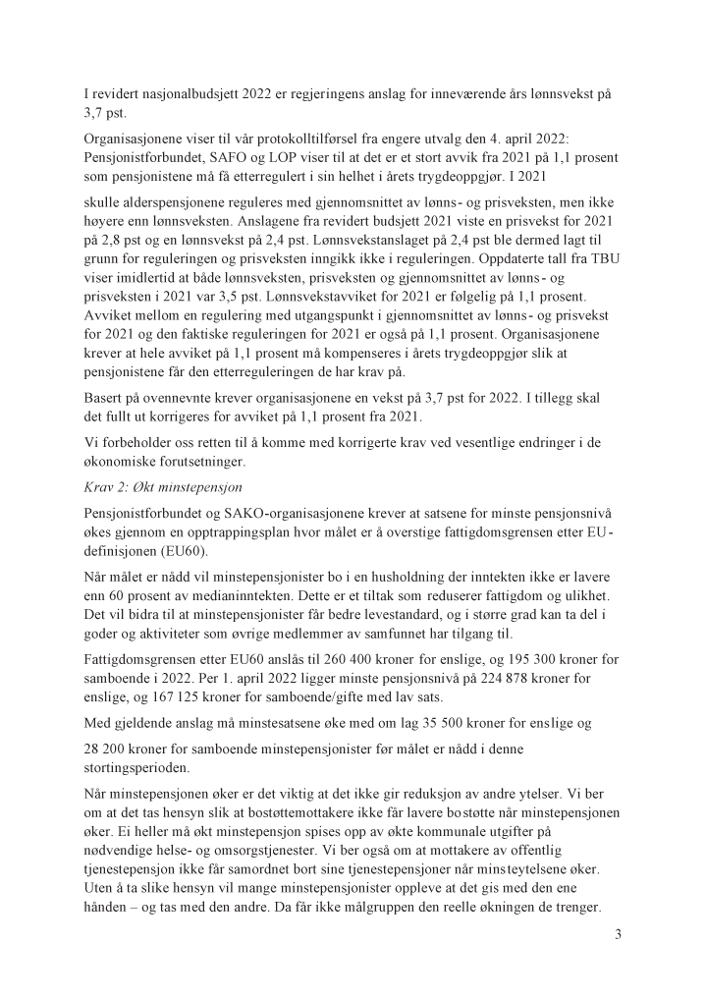 I revidert nasjonalbudsjett 2022 er regjeringens anslag for inneværende års lønnsvekst på
3,7 pst.
Organisasjonene viser til vår protokolltilførsel fra engere utvalg den 4. april 2022:
Pensjonistforbundet, SAFO og LOP viser til at det er et stort avvik fra 2021 på 1,1 prosent
som pensjonistene må få etterregulert i sin helhet i årets trygdeoppgjør. I 2021
skulle alderspensjonene reguleres med gjennomsnittet av lønns- og prisveksten, men ikke
høyere enn lønnsveksten. Anslagene fra revidert budsjett 2021 viste en prisvekst for 2021
på 2,8 pst og en lønnsvekst på 2,4 pst. Lønnsvekstanslaget på 2,4 pst ble dermed lagt til
grunn for reguleringen og prisveksten inngikk ikke i reguleringen. Oppdaterte tall fra TBU
viser imidlertid at både lønnsveksten, prisveksten og gjennomsnittet av lønns- og
prisveksten i 2021 var 3,5 pst. Lønnsvekstavviket for 2021 er følgelig på 1,1 prosent.
Avviket mellom en regulering med utgangspunkt i gjennomsnittet av lønns- og prisvekst
for 2021 og den faktiske reguleringen for 2021 er også på 1,1 prosent. Organisasjonene
krever at hele avviket på 1,1 prosent må kompenseres i årets trygdeoppgjør slik at
pensjonistene får den etterreguleringen de har krav på.
Basert på ovennevnte krever organisasjonene en vekst på 3,7 pst for 2022. I tillegg skal
det fullt ut korrigeres for avviket på 1,1 prosent fra 2021.
Vi forbeholder oss retten til å komme med korrigerte krav ved vesentlige endringer i de
økonomiske forutsetninger.
Krav 2: Økt minstepensjon
Pensjonistforbundet og SAKO-organisasjonene krever at satsene for minste pensjonsnivå
økes gjennom en opptrappingsplan hvor målet er å overstige fattigdomsgrensen etter EU-
definisjonen (EU60).
Når målet er nådd vil minstepensjonister bo i en husholdning der inntekten ikke er lavere
enn 60 prosent av medianinntekten. Dette er et tiltak som reduserer fattigdom og ulikhet.
Det vil bidra til at minstepensjonister får bedre levestandard, og i større grad kan ta del i
goder og aktiviteter som øvrige medlemmer av samfunnet har tilgang til.
Fattigdomsgrensen etter EU60 anslås til 260 400 kroner for enslige, og 195 300 kroner for
samboende i 2022. Per 1. april 2022 ligger minste pensjonsnivå på 224 878 kroner for
enslige, og 167 125 kroner for samboende/gifte med lav sats.
Med gjeldende anslag må minstesatsene øke med om lag 35 500 kroner for enslige og
28 200 kroner for samboende minstepensjonister før målet er nådd i denne
stortingsperioden.
Når minstepensjonen øker er det viktig at det ikke gir reduksjon av andre ytelser. Vi ber
om at det tas hensyn slik at bostøttemottakere ikke får lavere bostøtte når minstepensjonen
øker. Ei heller må økt minstepensjon spises opp av økte kommunale utgifter på
nødvendige helse- og omsorgstjenester. Vi ber også om at mottakere av offentlig
tjenestepensjon ikke får samordnet bort sine tjenestepensjoner når minsteytelsene øker.
Uten å ta slike hensyn vil mange minstepensjonister oppleve at det gis med den ene
hånden – og tas med den andre. Da får ikke målgruppen den reelle økningen de trenger.
3